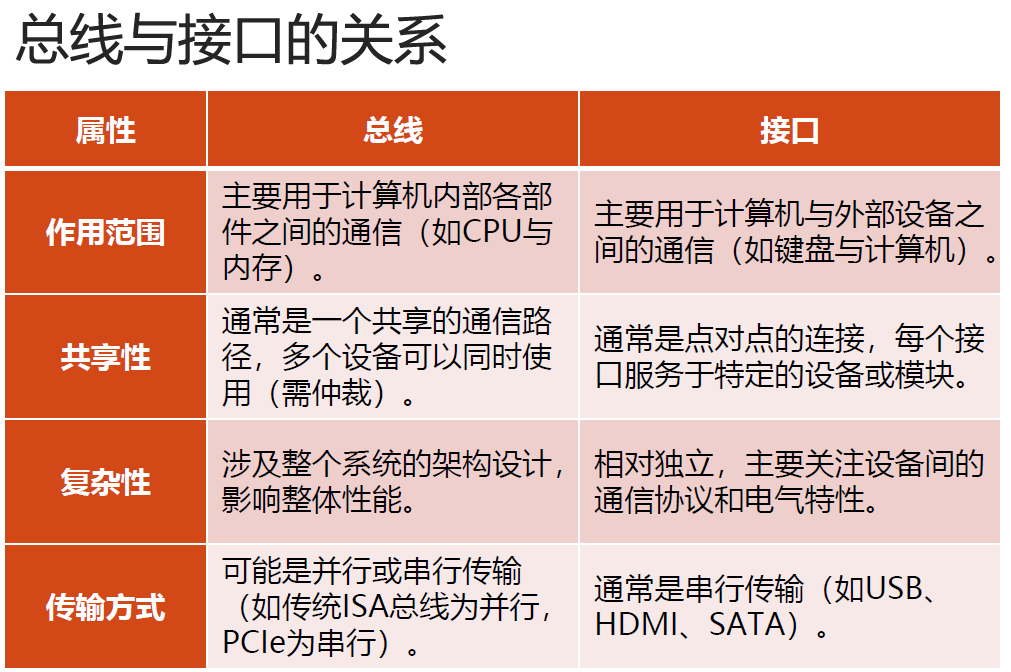 总线与接口的关系
属性
总线
接口
作用范围
主要用于计算机内部各部
件之间的通信（如CPU与
内存）。
主要用于计算机与外部设备之
间的通信（如键盘与计算机）。
共享性
通常是一个共享的通信路
径，多个设备可以同时使
用（需仲裁）。
通常是点对点的连接，每个接
口服务于特定的设备或模块。
复杂性
涉及整个系统的架构设计，
影响整体性能。
相对独立，主要关注设备间的
通信协议和电气特性。
传输方式
可能是并行或串行传输
（如传统ISA总线为并行，
PCIe为串行）。
通常是串行传输（如USB、
HDMI、SATA）。